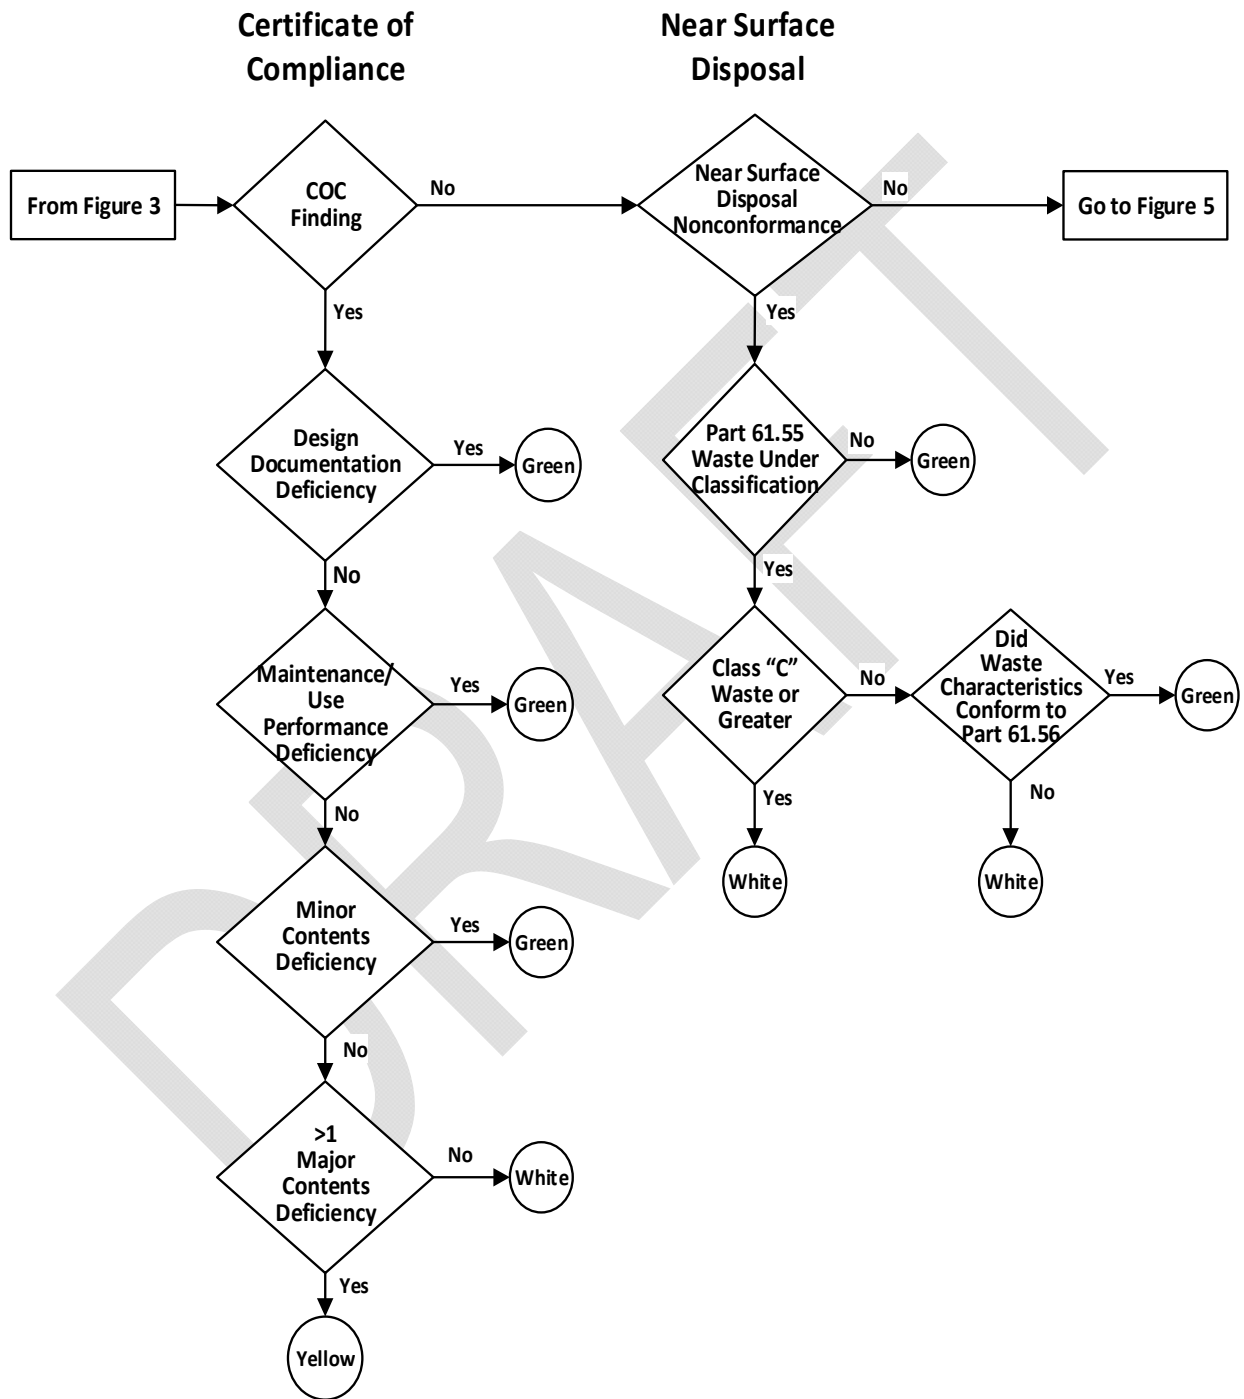 Certificate of
Compliance
Near Surface
Disposal
From Figure 3
COC
Finding
No
Near Surface
Disposal
Nonconformance
No
Go to Figure 5
Yes
Yes
Design
Documentation
Deficiency
Yes
Green
Part 61.55
Waste Under
Classification
No
Green
No
Yes
Maintenance/
Use
Performance
Deficiency
Yes
Green
Class “C”
Waste or
Greater
No
Did
Waste
Characteristics
Conform to
Part 61.56
Yes
Green
No
Yes
No
White
White
Minor
Contents
Deficiency
Yes
Green
No
>1
Major
Contents
Deficiency
No
White
Yes
Yellow
DRAFT